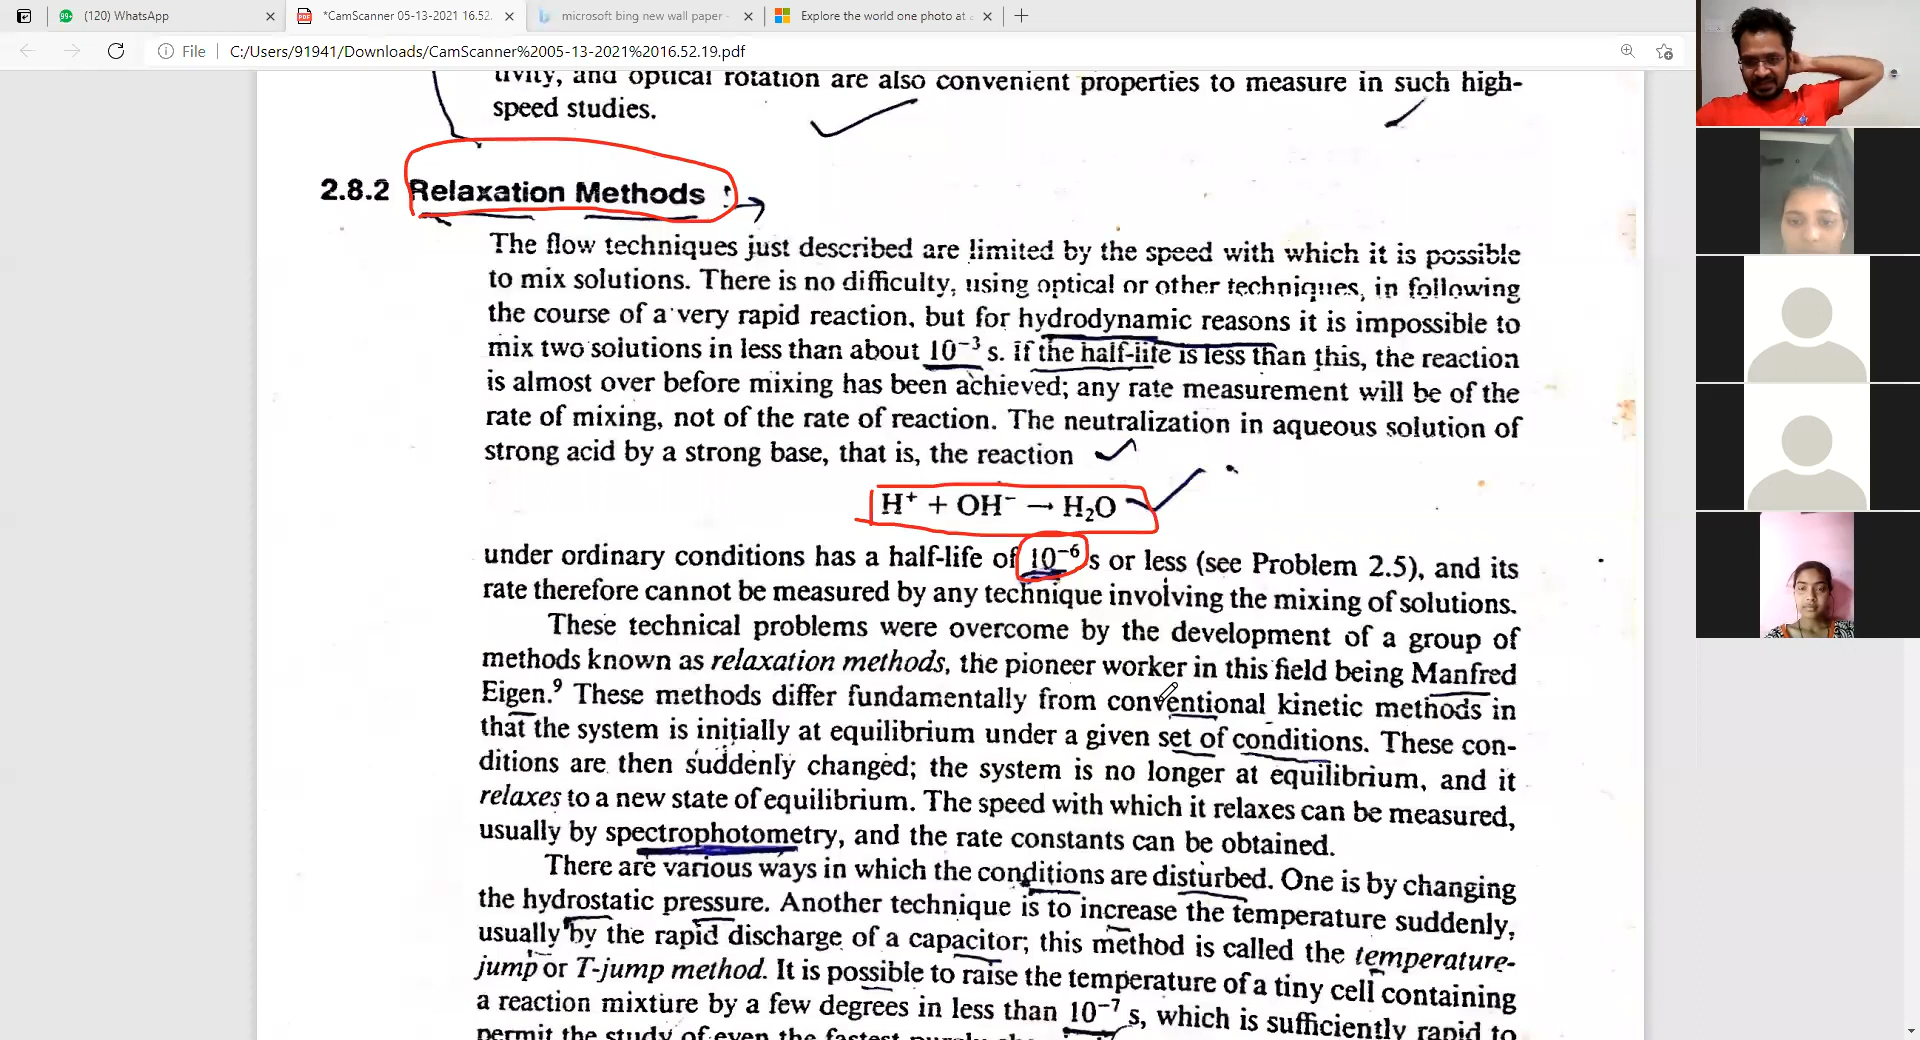 (120) WhatsApp
*CamScanner 05-13-2021 16.52.
microsoft bing new wall paper -
Explore the world one photo at
File C:/Users/91941/Downloads/CamScanner%2005-13-2021%2016.52.19.pdf
tivity, and optical rotation are also convenient properties to measure in such high-
speed studies.
2.8.2 Relaxation Methods :
The flow techniques just described are limited by the speed with which it is possible
to mix solutions. There is no difficulty, using optical or other techniques, in following
the course of a very rapid reaction, but for hydrodynamic reasons it is impossible to
mix two solutions in less than about 10⁻³ s. If the half-life is less than this, the reaction
is almost over before mixing has been achieved; any rate measurement will be of the
rate of mixing, not of the rate of reaction. The neutralization in aqueous solution of
strong acid by a strong base, that is, the reaction
H⁺ + OH⁻ → H₂O
under ordinary conditions has a half-life of 10⁻⁶ s or less (see Problem 2.5), and its
rate therefore cannot be measured by any technique involving the mixing of solutions.
These technical problems were overcome by the development of a group of
methods known as relaxation methods, the pioneer worker in this field being Manfred
Eigen.⁹ These methods differ fundamentally from conventional kinetic methods in
that the system is initially at equilibrium under a given set of conditions. These con-
ditions are then suddenly changed; the system is no longer at equilibrium, and it
relaxes to a new state of equilibrium. The speed with which it relaxes can be measured,
usually by spectrophotometry, and the rate constants can be obtained.
There are various ways in which the conditions are disturbed. One is by changing
the hydrostatic pressure. Another technique is to increase the temperature suddenly,
usually by the rapid discharge of a capacitor; this method is called the temperature-
jump or T-jump method. It is possible to raise the temperature of a tiny cell containing
a reaction mixture by a few degrees in less than 10⁻⁷ s, which is sufficiently rapid to
permit the study of even the fastest purely